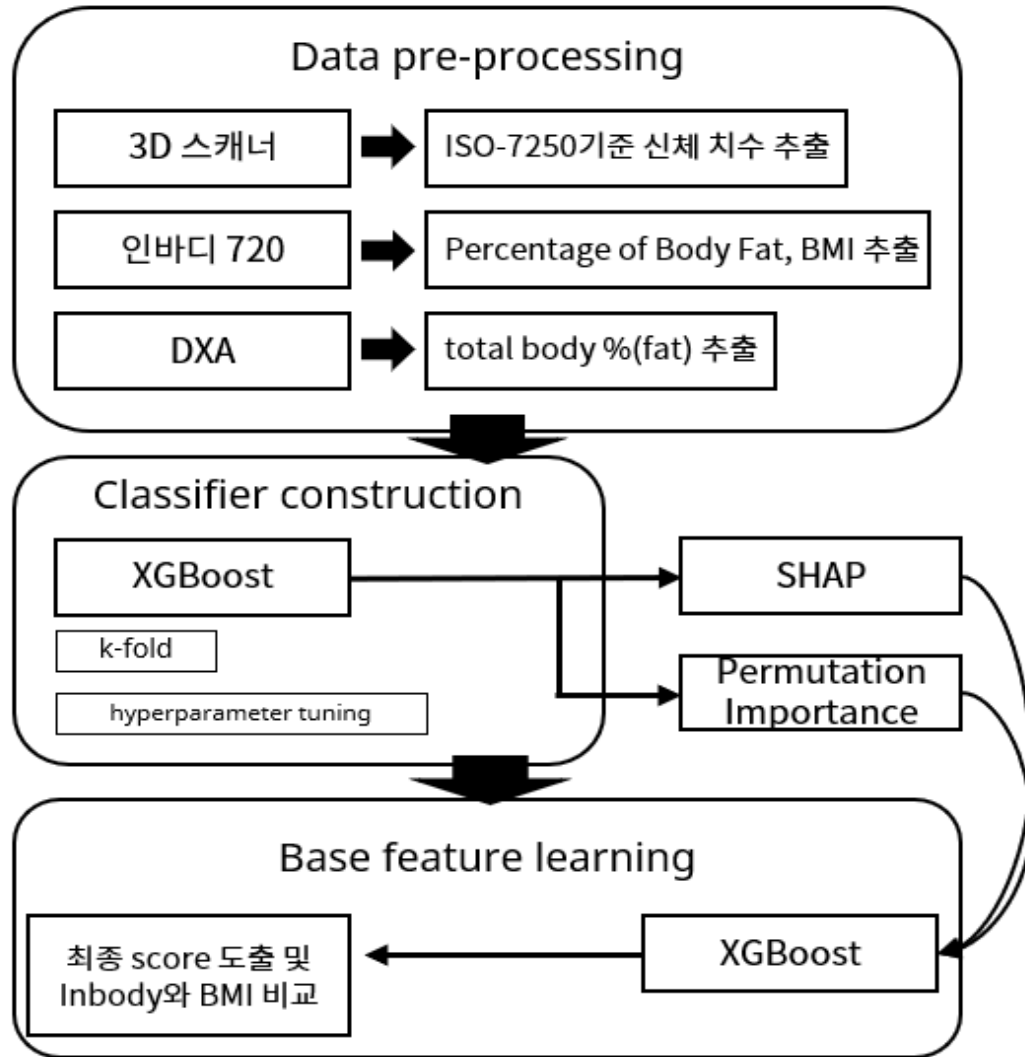 Data pre-processing
3D 스캐너
ISO-7250기준 신체 치수 추출
인바디 720
Percentage of Body Fat, BMI 추출
DXA
total body %(fat) 추출
Classifier construction
XGBoost
SHAP
k-fold
Permutation
Importance
hyperparameter tuning
Base feature learning
최종 score 도출 및
Inbody와 BMI 비교
XGBoost